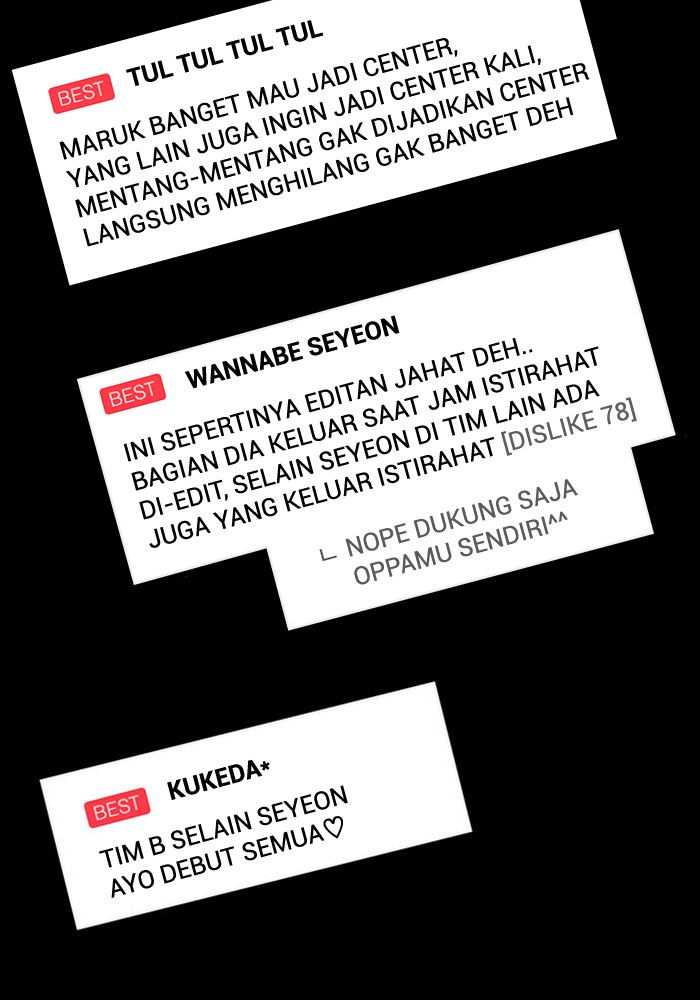 BEST TUL TUL TUL TUL
MARUK BANGET MAU JADI CENTER,
YANG LAIN JUGA INGIN JADI CENTER KALI,
MENTANG-MENTANG GAK DIJADIKAN CENTER
LANGSUNG MENGHILANG GAK BANGET DEH
BEST WANNABE SEYEON
INI SEPERTINYA EDITAN JAHAT DEH..
BAGIAN DIA KELUAR SAAT JAM ISTIRAHAT
DI-EDIT, SELAIN SEYEON DI TIM LAIN ADA
JUGA YANG KELUAR ISTIRAHAT [DISLIKE 78]
ㄴ NOPE DUKUNG SAJA
OPPAMU SENDIRI^^
BEST KUKEDA*
TIM B SELAIN SEYEON
AYO DEBUT SEMUA♡